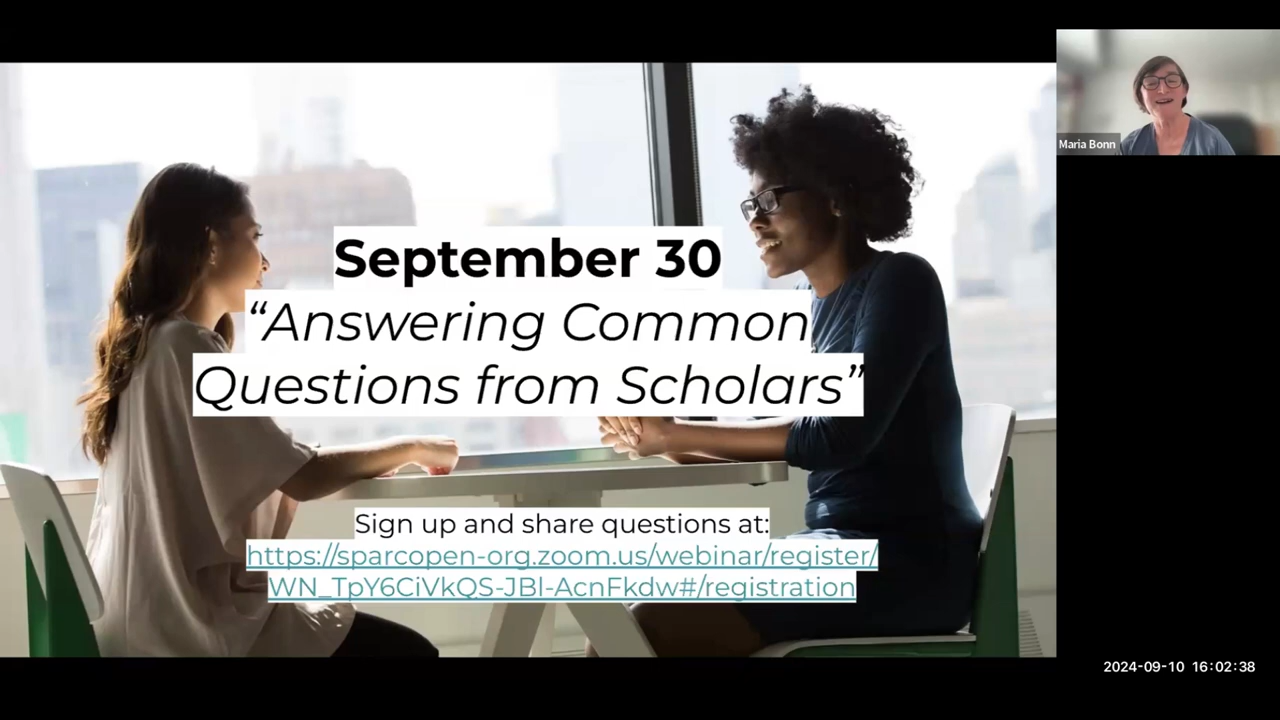 September 30
“Answering Common
Questions from Scholars”
Sign up and share questions at:
https://sparcopen-org.zoom.us/webinar/register/
WN_TpY6CiVkQS-JBl-AcnFkdw#/registration
Maria Bonn
2024-09-10 16:02:38